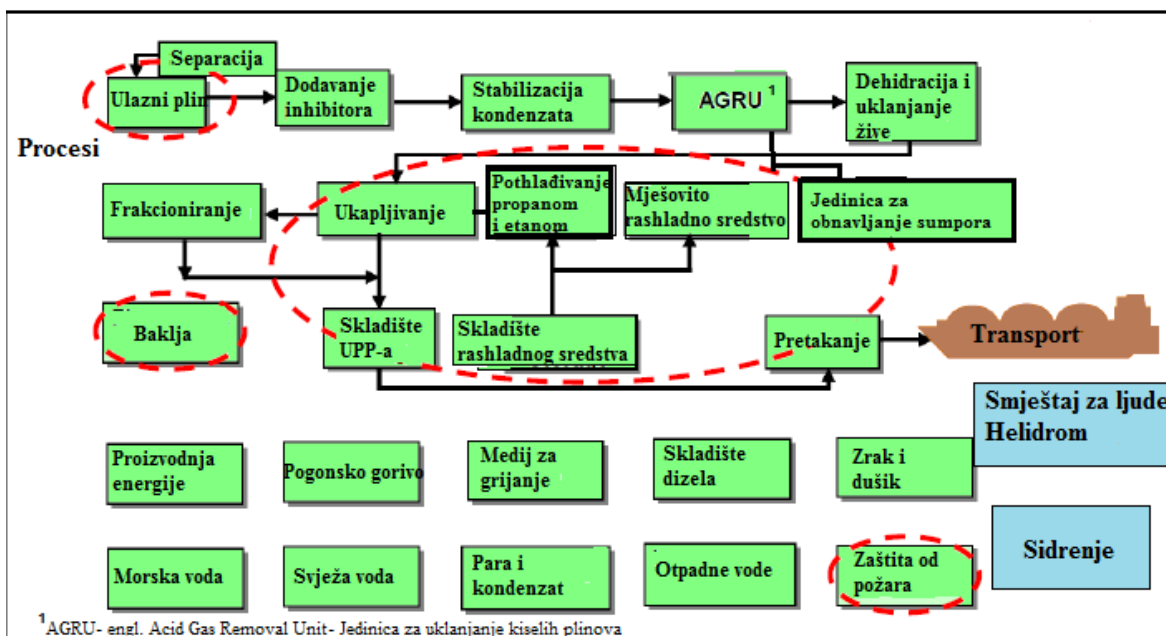 Separacija
Ulazni plin
Dodavanje
inhibitora
Stabilizacija
kondenzata
AGRU 1
Dehidracija i
uklanjanje
žive
Procesi
Frakcioniranje
Ukapljivanje
Pothlađivanje
propanom
i etanom
Mješovito
rashladno sredstvo
Jedinica za
obnavljanje sumpora
Baklja
Skladište
UPP-a
Skladište
rashladnog sredstva
Pretakanje
Transport
Smještaj za ljude
Helidrom
Proizvodnja
energije
Pogonsko gorivo
Medij za
grijanje
Skladište
dizela
Zrak i
dušik
Sidrenje
Morska voda
Svježa voda
Para i
kondenzat
Otpadne vode
Zaštita od
požara
1AGRU- engl. Acid Gas Removal Unit- Jedinica za uklanjanje kiselih plinova